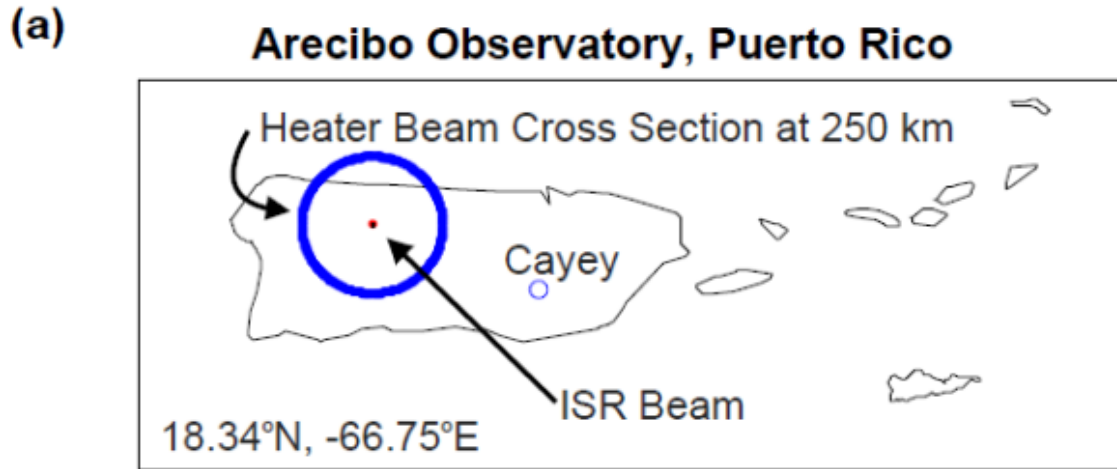 (a)
Arecibo Observatory, Puerto Rico
Heater Beam Cross Section at 250 km
Cayey
ISR Beam
18.34°N, -66.75°E